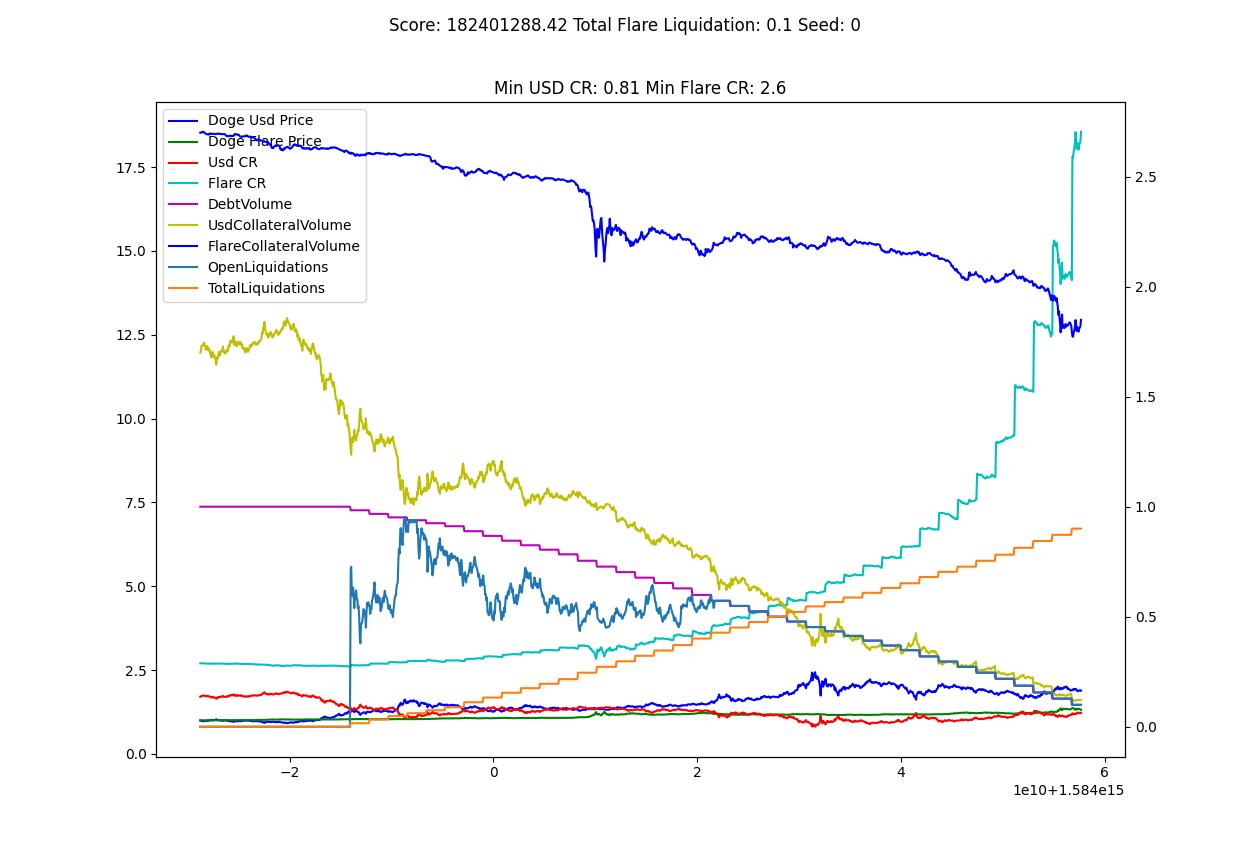 Score: 182401288.42 Total Flare Liquidation: 0.1 Seed: 0
Min USD CR: 0.81 Min Flare CR: 2.6
Doge Usd Price
Doge Flare Price
Usd CR
Flare CR
DebtVolume
UsdCollateralVolume
FlareCollateralVolume
OpenLiquidations
TotalLiquidations
17.5
15.0
12.5
10.0
7.5
5.0
2.5
0.0
2.5
2.0
1.5
1.0
0.5
0.0
−2 0 2 4 6
1e10+1.584e15